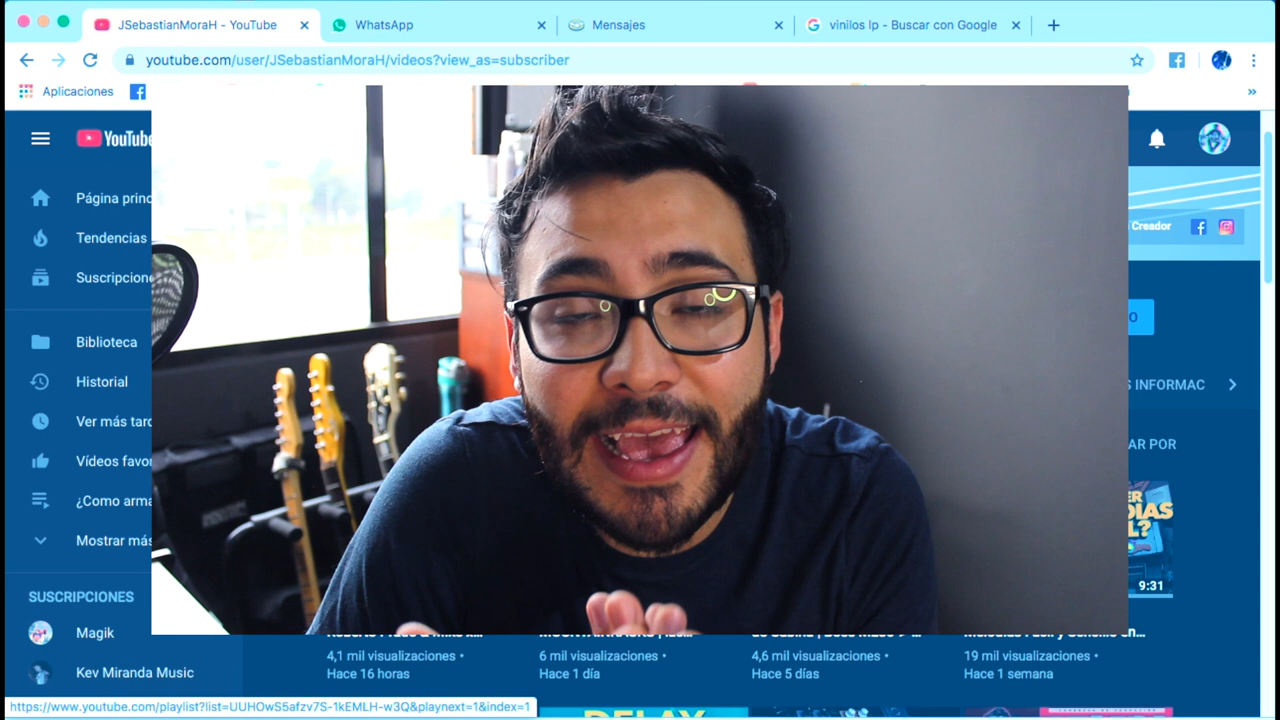 JSebastianMoraH - YouTube
WhatsApp
Mensajes
vinilos lp - Buscar con Google
youtube.com/user/JSebastianMoraH/videos?view_as=subscriber
Aplicaciones
YouTube
Creador
Página princ
Tendencias
Suscripcione
Biblioteca
Historial
Ver más tard
Vídeos favor
¿Como arma
Mostrar más
INFORMAC
AR POR
ER
DIAS
L?
9:31
SUSCRIPCIONES
Magik
Kev Miranda Music
4,1 mil visualizaciones •
Hace 16 horas
6 mil visualizaciones •
Hace 1 día
4,6 mil visualizaciones •
Hace 5 días
19 mil visualizaciones •
Hace 1 semana
https://www.youtube.com/playlist?list=UUHOwS5afzv7S-1kEMLH-w3Q&playnext=1&index=1
DELAY